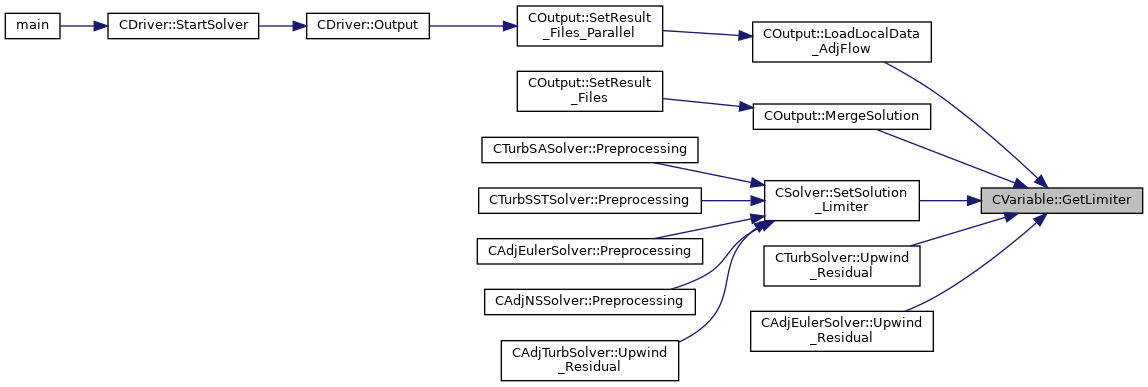 main
CDriver::StartSolver
CDriver::Output
COutput::SetResult
_Files_Parallel
COutput::LoadLocalData
_AdjFlow
COutput::SetResult
_Files
COutput::MergeSolution
CTurbSASolver::Preprocessing
CTurbSSTSolver::Preprocessing
CAdjEulerSolver::Preprocessing
CAdjNSSolver::Preprocessing
CAdjTurbSolver::Upwind
_Residual
CSolver::SetSolution
_Limiter
CTurbSolver::Upwind
_Residual
CAdjEulerSolver::Upwind
_Residual
CVariable::GetLimiter